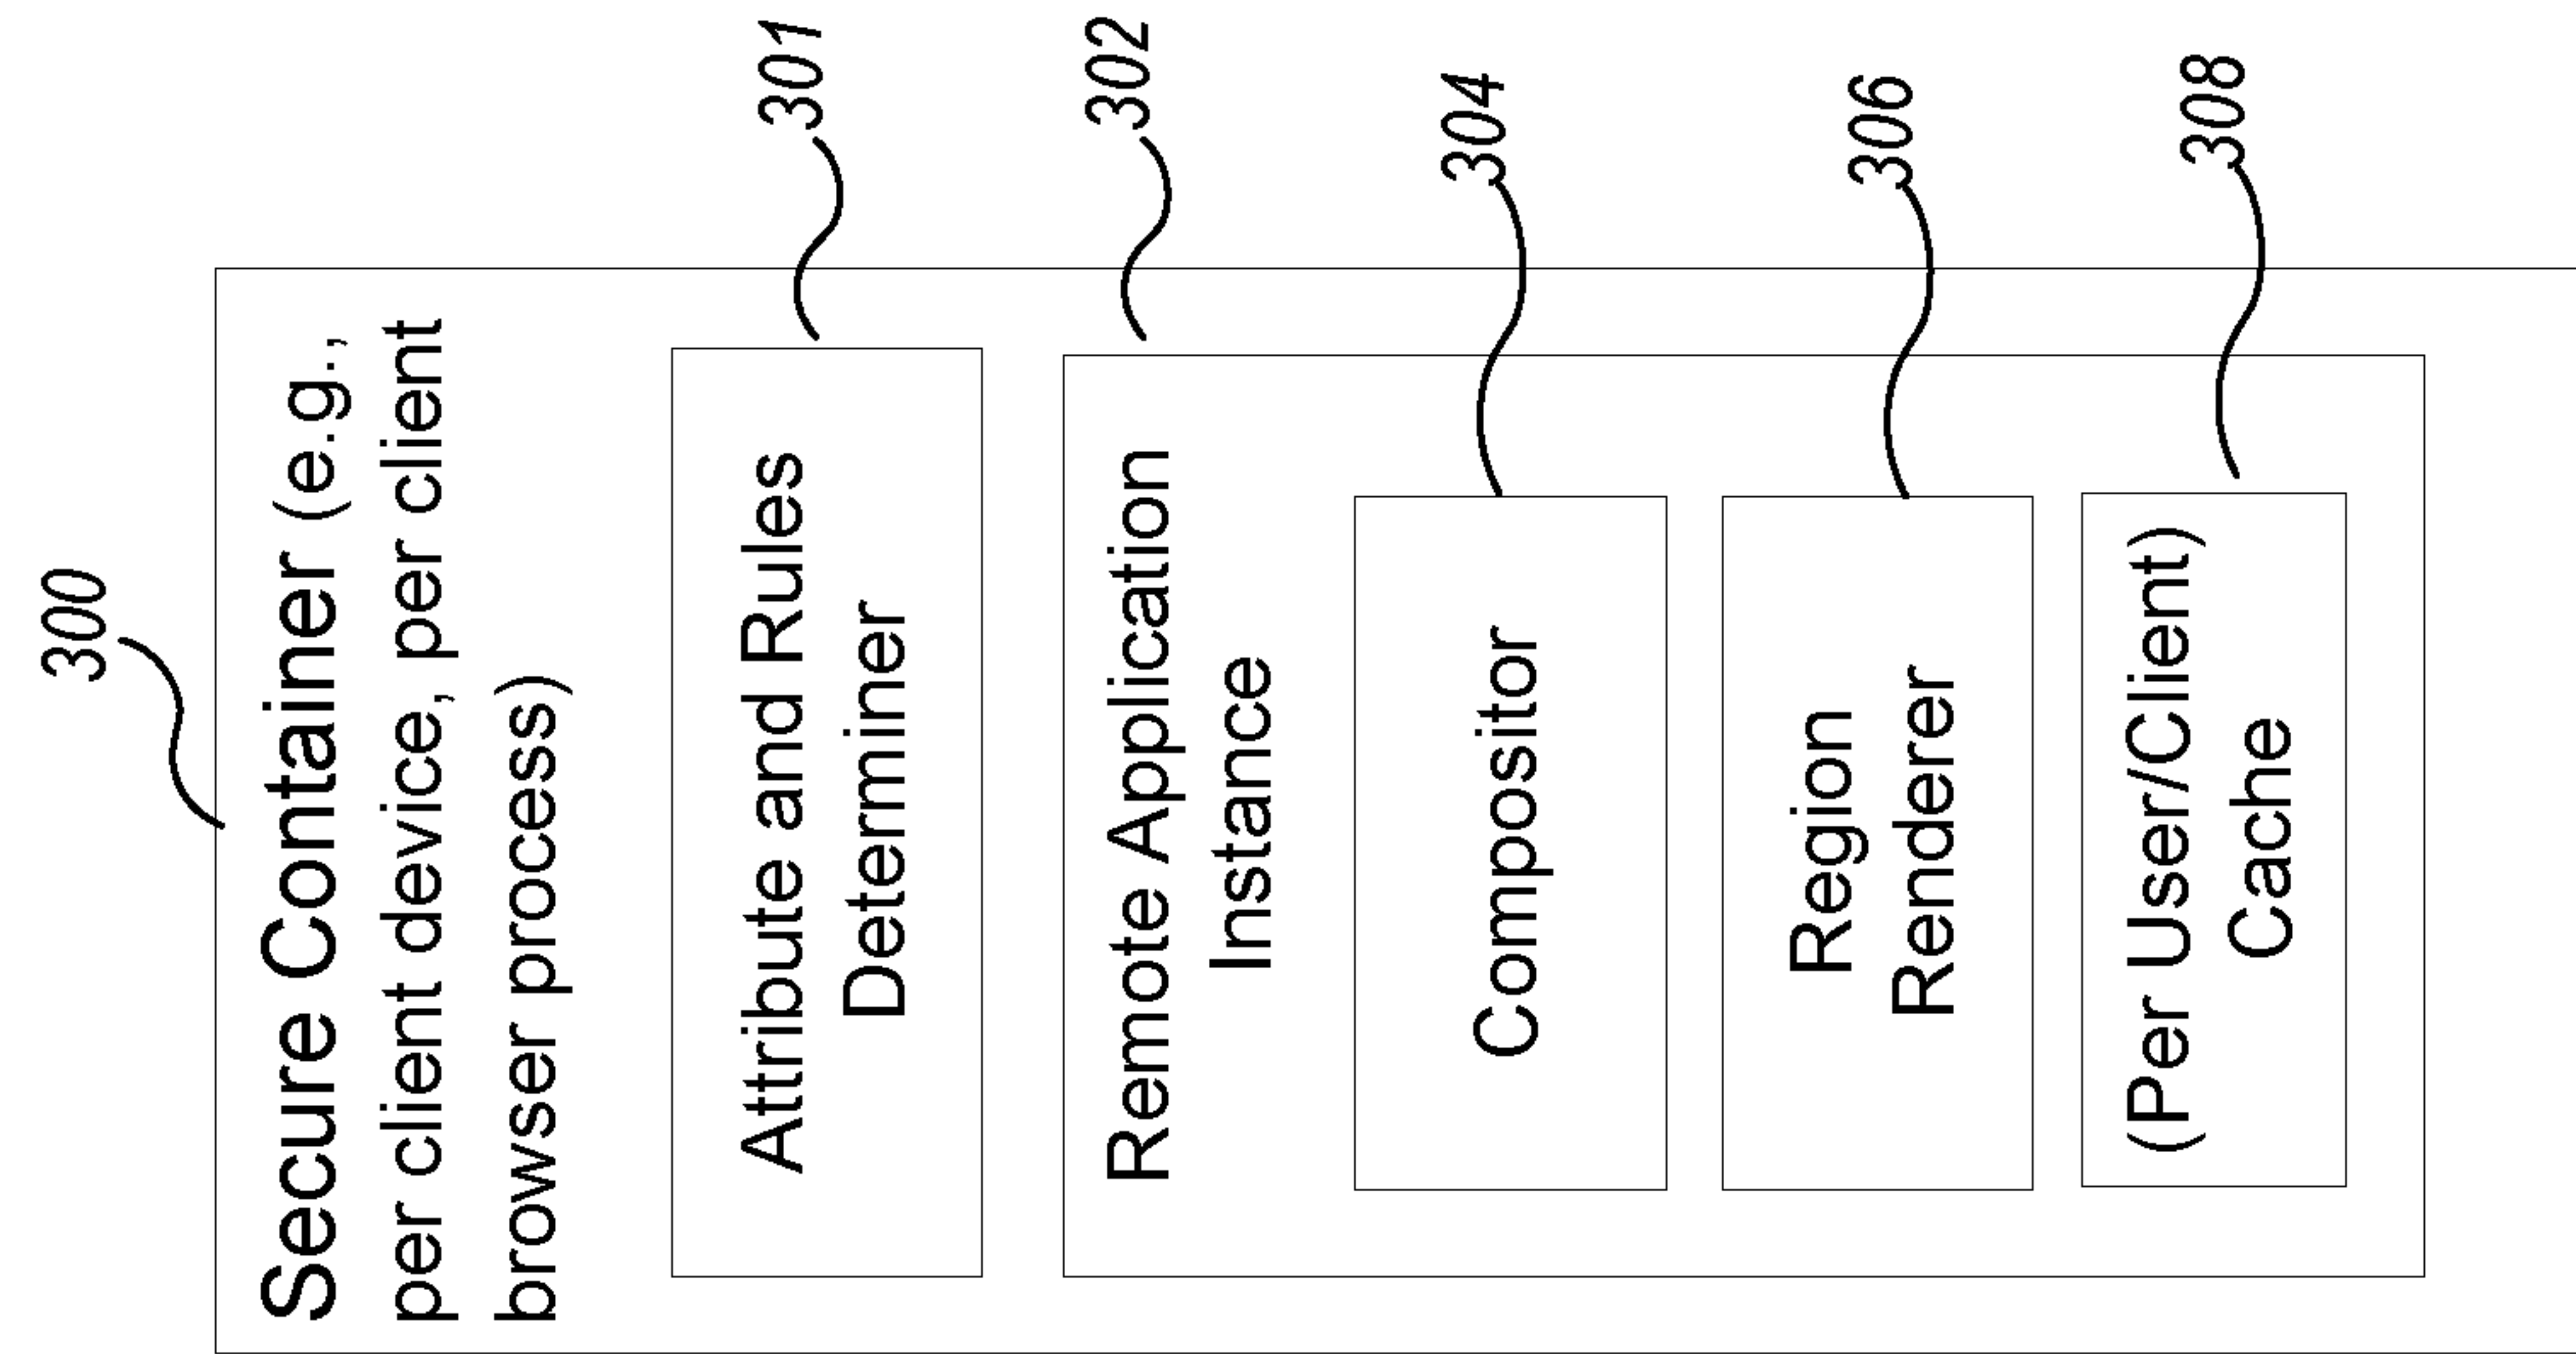 300
Secure Container (e.g.,
per client device, per client
browser process)
301
Attribute and Rules
Determiner
302
Remote Application
Instance
304
Compositor
306
Region
Renderer
308
(Per User/Client)
Cache